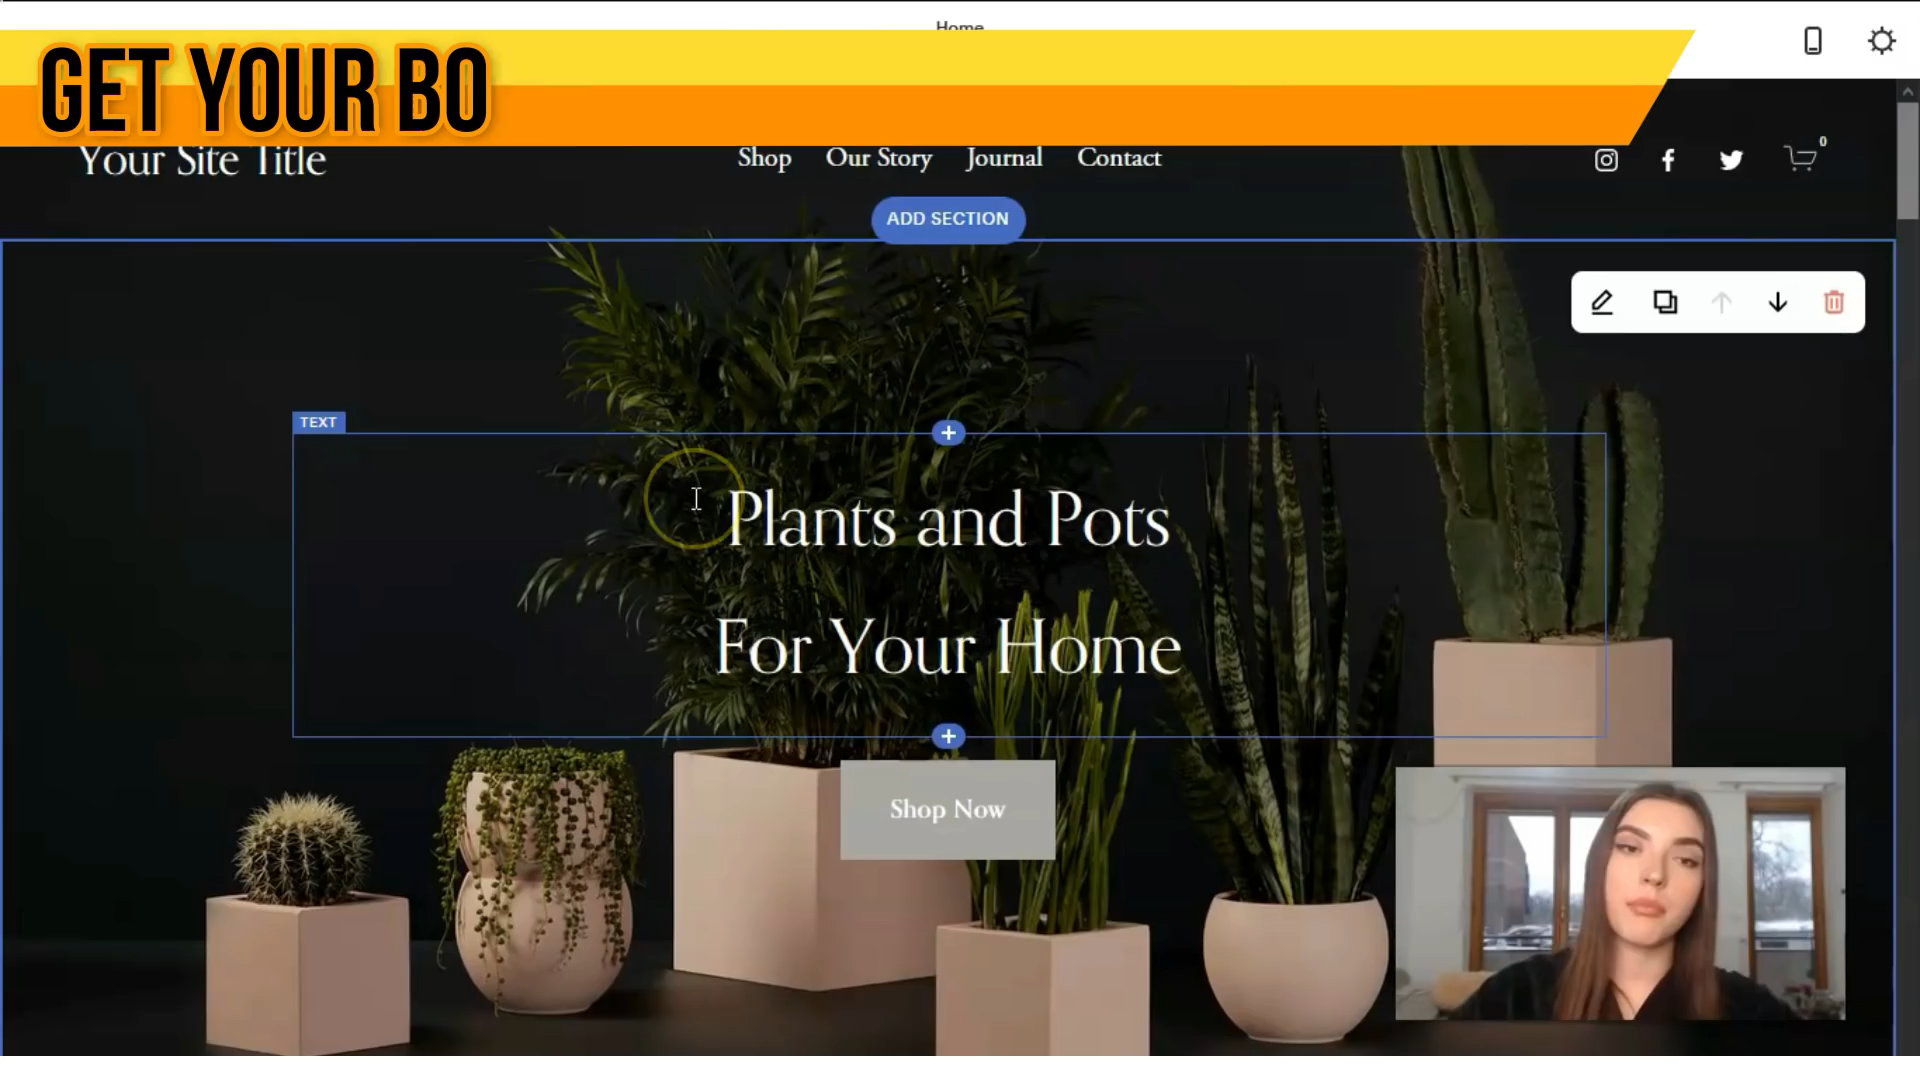 Home
GET YOUR BO
Your Site Title
Shop Our Story Journal Contact
0
ADD SECTION
TEXT
Plants and Pots
For Your Home
Shop Now